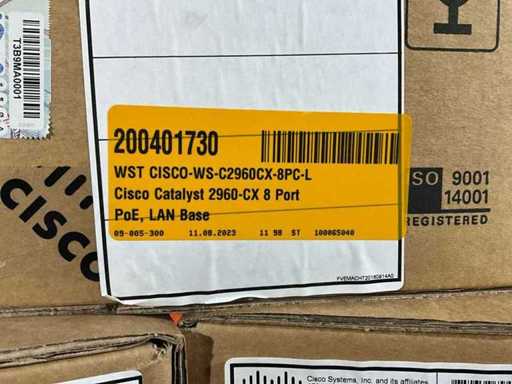 T3B9MA0001
200401730
WST CISCO-WS-C2960CX-8PC-L
Cisco Catalyst 2960-CX 8 Port
PoE, LAN Base
09-005-300 11.08.2023 11 98 ST 100065040
ISO 9001
14001
REGISTERED
CISCO
Cisco Systems, Inc. and its affiliates